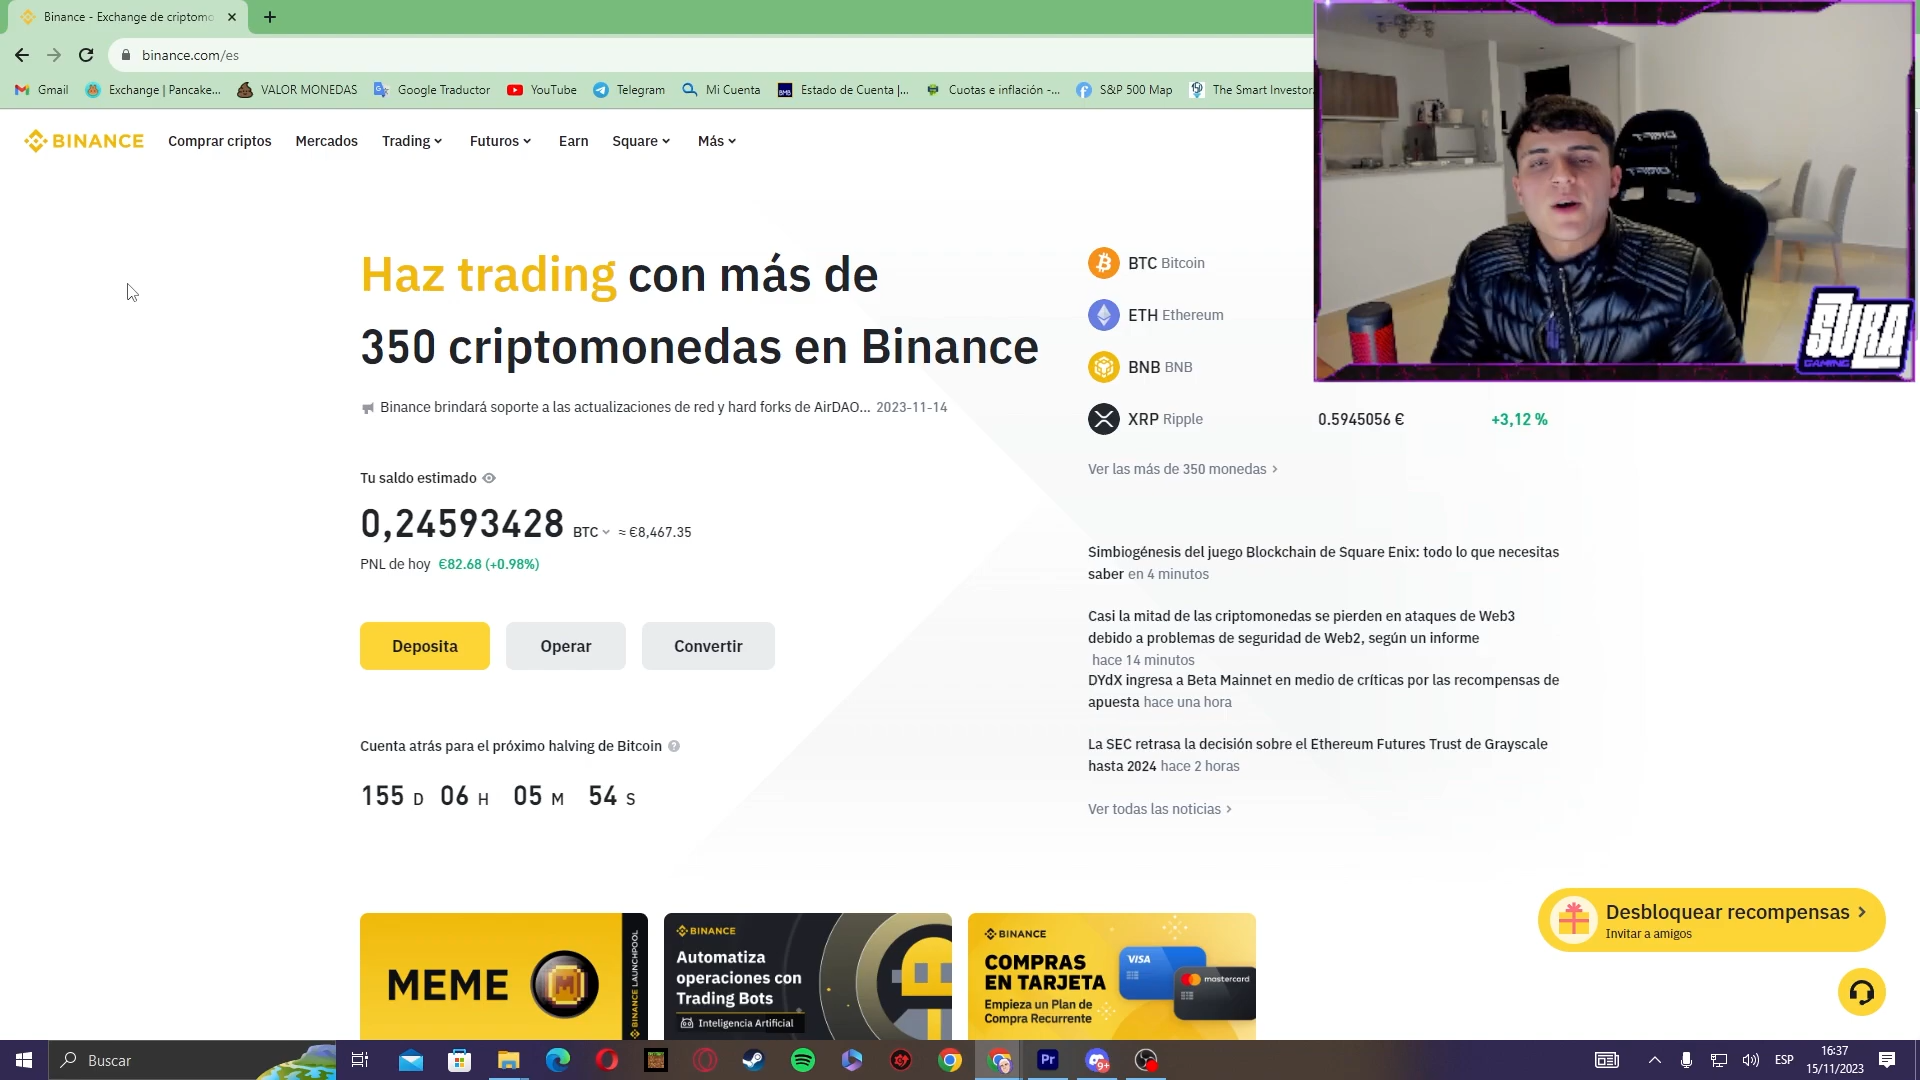 Binance - Exchange de criptomo
binance.com/es
Gmail
Exchange | Pancake...
VALOR MONEDAS
Google Traductor
YouTube
Telegram
Mi Cuenta
Estado de Cuenta |...
Cuotas e inflación -...
S&P 500 Map
The Smart Investor
BINANCE
Comprar criptos
Mercados
Trading
Futuros
Earn
Square
Más
Haz trading con más de
350 criptomonedas en Binance
Binance brindará soporte a las actualizaciones de red y hard forks de AirDAO... 2023-11-14
Tu saldo estimado
0,24593428 BTC ≈ €8,467.35
PNL de hoy €82.68 (+0.98%)
Deposita
Operar
Convertir
Cuenta atrás para el próximo halving de Bitcoin
155 D 06 H 05 M 54 S
BTC Bitcoin
ETH Ethereum
BNB BNB
XRP Ripple 0.5945056 € +3,12 %
Ver las más de 350 monedas
Simbiogénesis del juego Blockchain de Square Enix: todo lo que necesitas
saber en 4 minutos
Casi la mitad de las criptomonedas se pierden en ataques de Web3
debido a problemas de seguridad de Web2, según un informe
hace 14 minutos
DYdX ingresa a Beta Mainnet en medio de críticas por las recompensas de
apuesta hace una hora
La SEC retrasa la decisión sobre el Ethereum Futures Trust de Grayscale
hasta 2024 hace 2 horas
Ver todas las noticias
SURA
GAMING
MEME
BINANCE LAUNCHPOOL
BINANCE
Automatiza
operaciones con
Trading Bots
Inteligencia Artificial
BINANCE
COMPRAS
EN TARJETA
Empieza un Plan de
Compra Recurrente
VISA
mastercard
Desbloquear recompensas
Invitar a amigos
Buscar
Pr
9+
ESP
16:37
15/11/2023